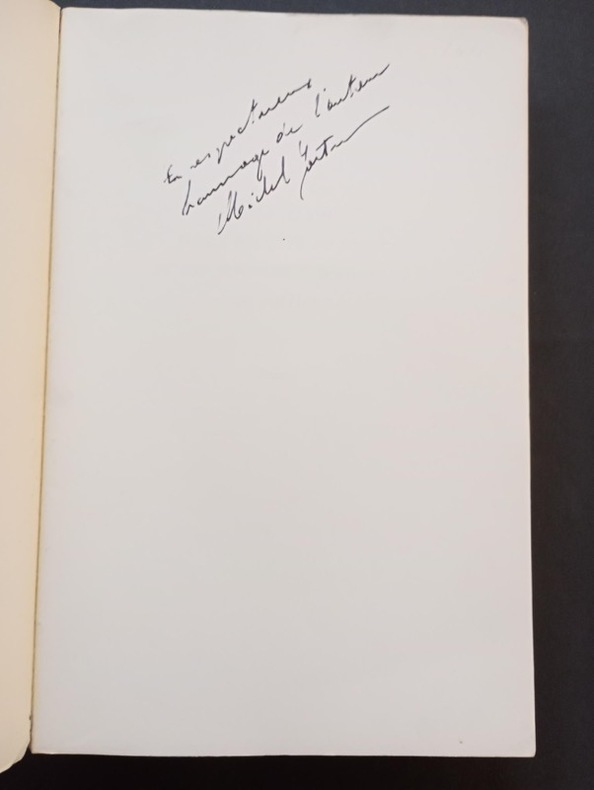 En respectueux
hommage de l'auteur
Michel